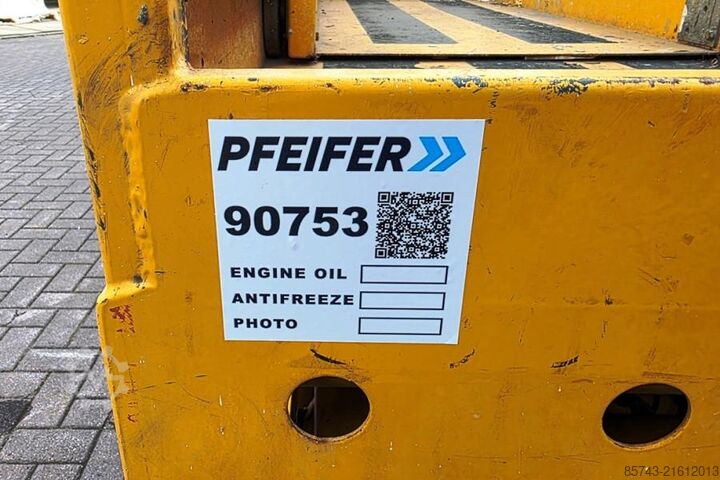 PFEIFER
90753
ENGINE OIL
ANTIFREEZE
PHOTO
85743-21612013